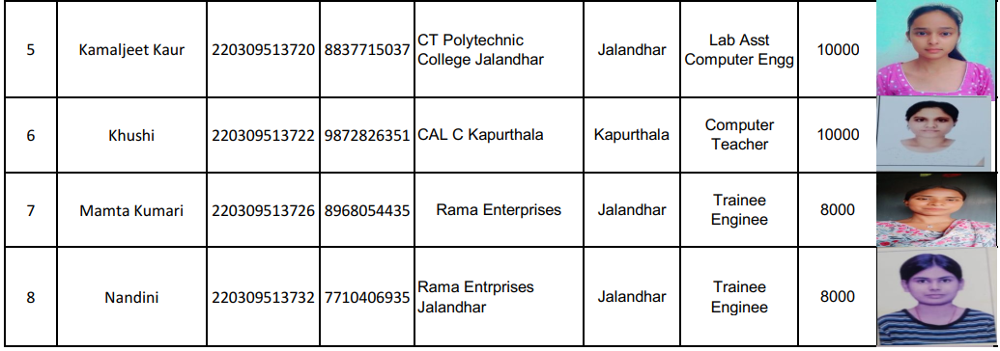 5 Kamaljeet Kaur 220309513720 8837715037 CT Polytechnic College Jalandhar Jalandhar Lab Asst Computer Engg 10000
6 Khushi 220309513722 9872826351 CAL C Kapurthala Kapurthala Computer Teacher 10000
7 Mamta Kumari 220309513726 8968054435 Rama Enterprises Jalandhar Trainee Enginee 8000
8 Nandini 220309513732 7710406935 Rama Entrprises Jalandhar Jalandhar Trainee Enginee 8000